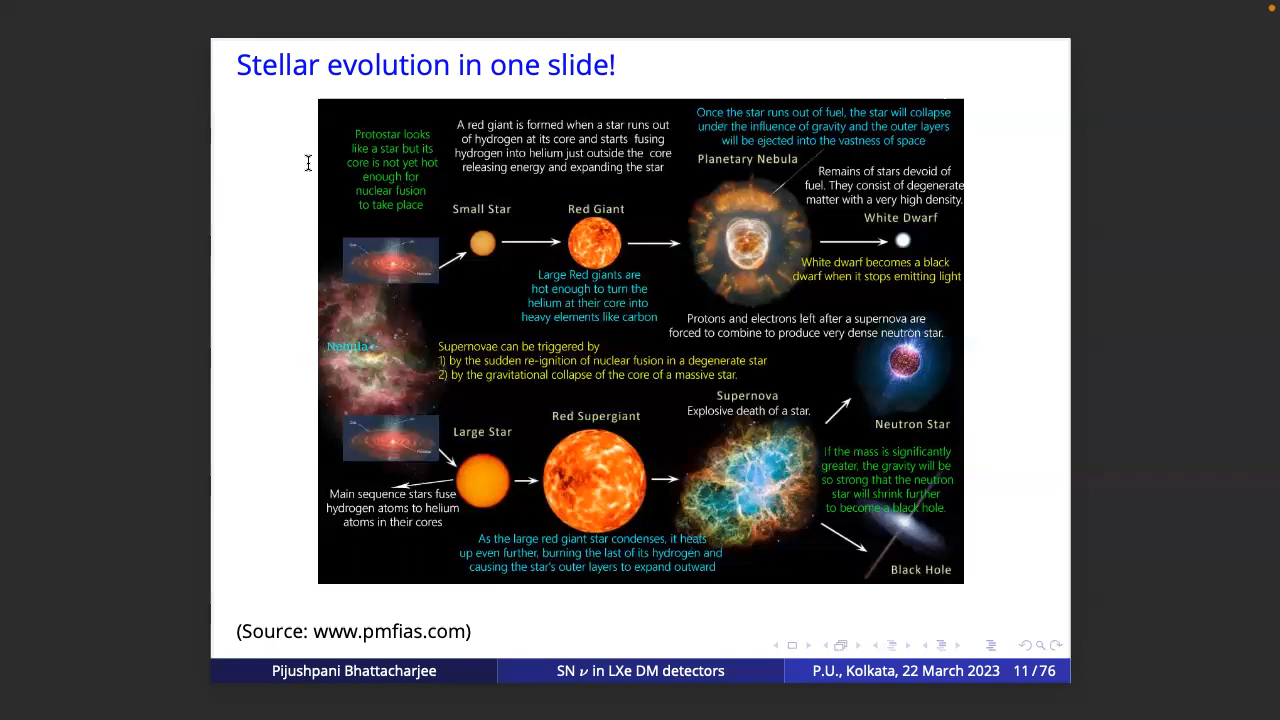 Stellar evolution in one slide!
Protostar looks
like a star but its
core is not yet hot
enough for
nuclear fusion
to take place
A red giant is formed when a star runs out
of hydrogen at its core and starts fusing
hydrogen into helium just outside the core
releasing energy and expanding the star
Once the star runs out of fuel, the star will collapse
under the influence of gravity and the outer layers
will be ejected into the vastness of space
Planetary Nebula
Remains of stars devoid of
fuel. They consist of degenerate
matter with a very high density.
White Dwarf
Small Star
Red Giant
White dwarf becomes a black
dwarf when it stops emitting light
Large Red giants are
hot enough to turn the
helium at their core into
heavy elements like carbon
Protons and electrons left after a supernova are
forced to combine to produce very dense neutron star.
Nebula
Supernovae can be triggered by
1) by the sudden re-ignition of nuclear fusion in a degenerate star
2) by the gravitational collapse of the core of a massive star.
Supernova
Explosive death of a star.
Red Supergiant
Large Star
Neutron Star
If the mass is significantly
greater, the gravity will be
so strong that the neutron
star will shrink further
to become a black hole.
Main sequence stars fuse
hydrogen atoms to helium
atoms in their cores
As the large red giant star condenses, it heats
up even further, burning the last of its hydrogen and
causing the star's outer layers to expand outward
Black Hole
(Source: www.pmfias.com)
Pijushpani Bhattacharjee
SN ν in LXe DM detectors
P.U., Kolkata, 22 March 2023 11 / 76